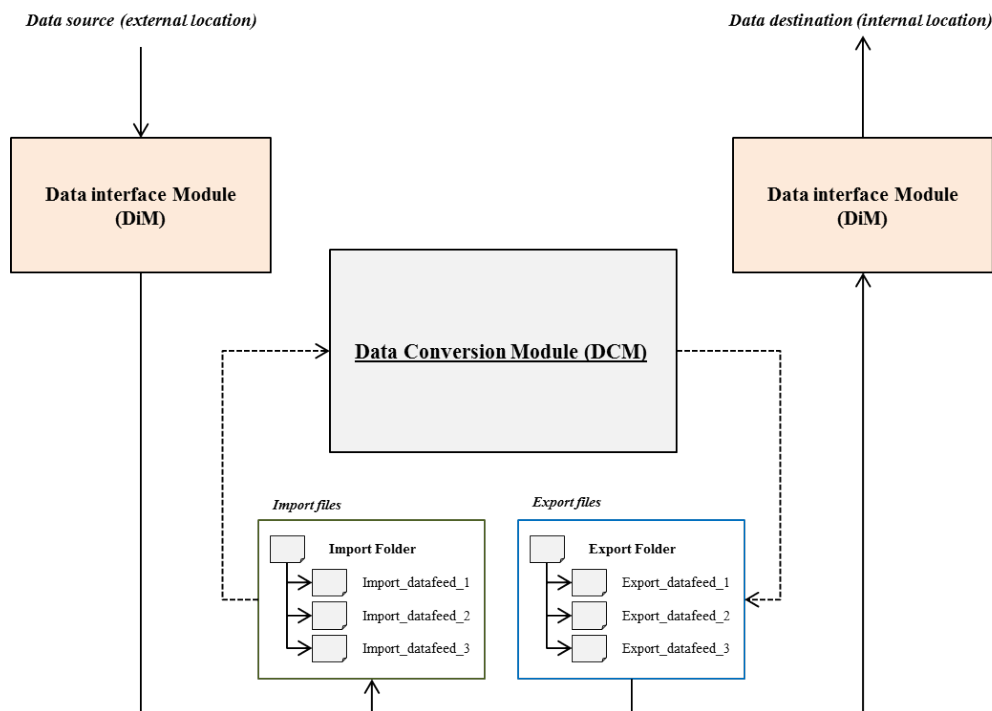 Data source (external location)
Data destination (internal location)
Data interface Module
(DiM)
Data interface Module
(DiM)
Data Conversion Module (DCM)
Import files
Import Folder
Import_datafeed_1
Import_datafeed_2
Import_datafeed_3
Export files
Export Folder
Export_datafeed_1
Export_datafeed_2
Export_datafeed_3